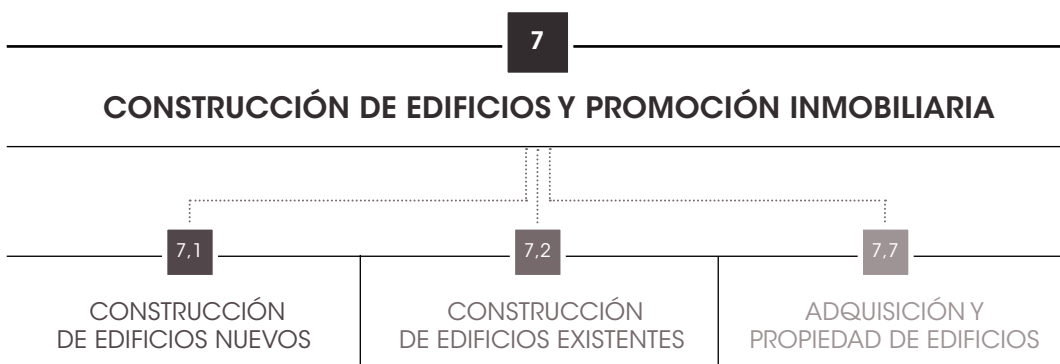 7
CONSTRUCCIÓN DE EDIFICIOS Y PROMOCIÓN INMOBILIARIA
7,1
CONSTRUCCIÓN
DE EDIFICIOS NUEVOS
7,2
CONSTRUCCIÓN
DE EDIFICIOS EXISTENTES
7,7
ADQUISICIÓN Y
PROPIEDAD DE EDIFICIOS